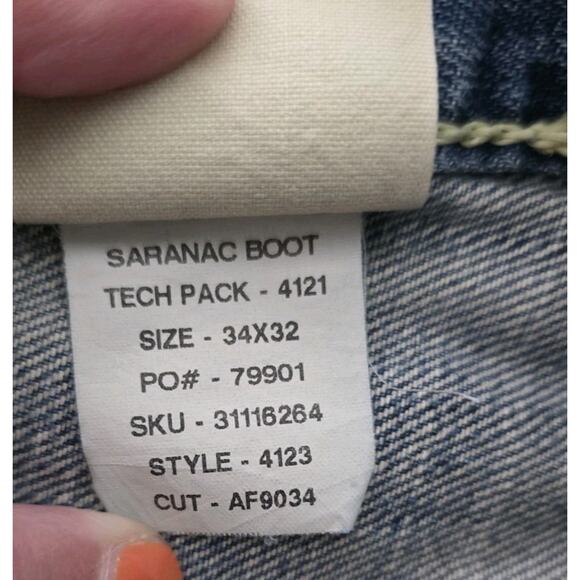 SARANAC BOOT
TECH PACK - 4121
SIZE - 34X32
PO# - 79901
SKU - 31116264
STYLE - 4123
CUT - AF9034